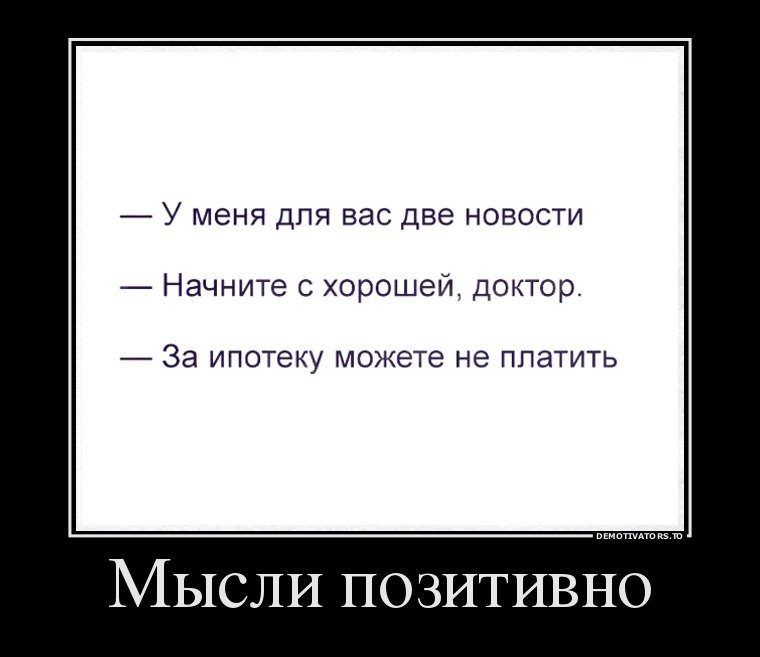 — У меня для вас две новости
— Начните с хорошей, доктор.
— За ипотеку можете не платить
DEMOTIVATORS.TO
Мысли позитивно